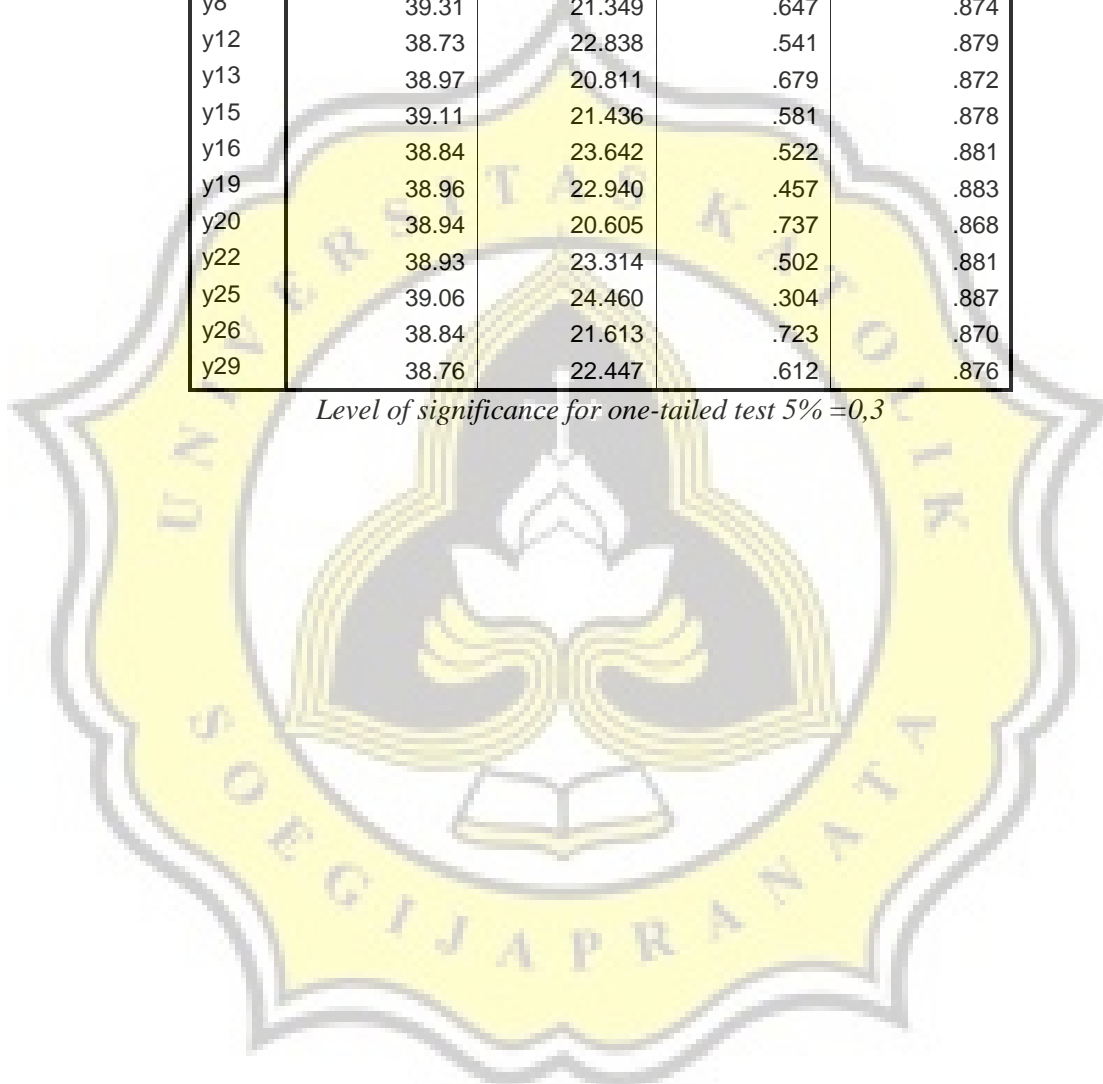 y8 39.31 21.349 .647 .874
y12 38.73 22.838 .541 .879
y13 38.97 20.811 .679 .872
y15 39.11 21.436 .581 .878
y16 38.84 23.642 .522 .881
y19 38.96 22.940 .457 .883
y20 38.94 20.605 .737 .868
y22 38.93 23.314 .502 .881
y25 39.06 24.460 .304 .887
y26 38.84 21.613 .723 .870
y29 38.76 22.447 .612 .876
Level of significance for one-tailed test 5% =0,3
UNIVERSITAS KATOLIK
SOEGIJAPRANATA